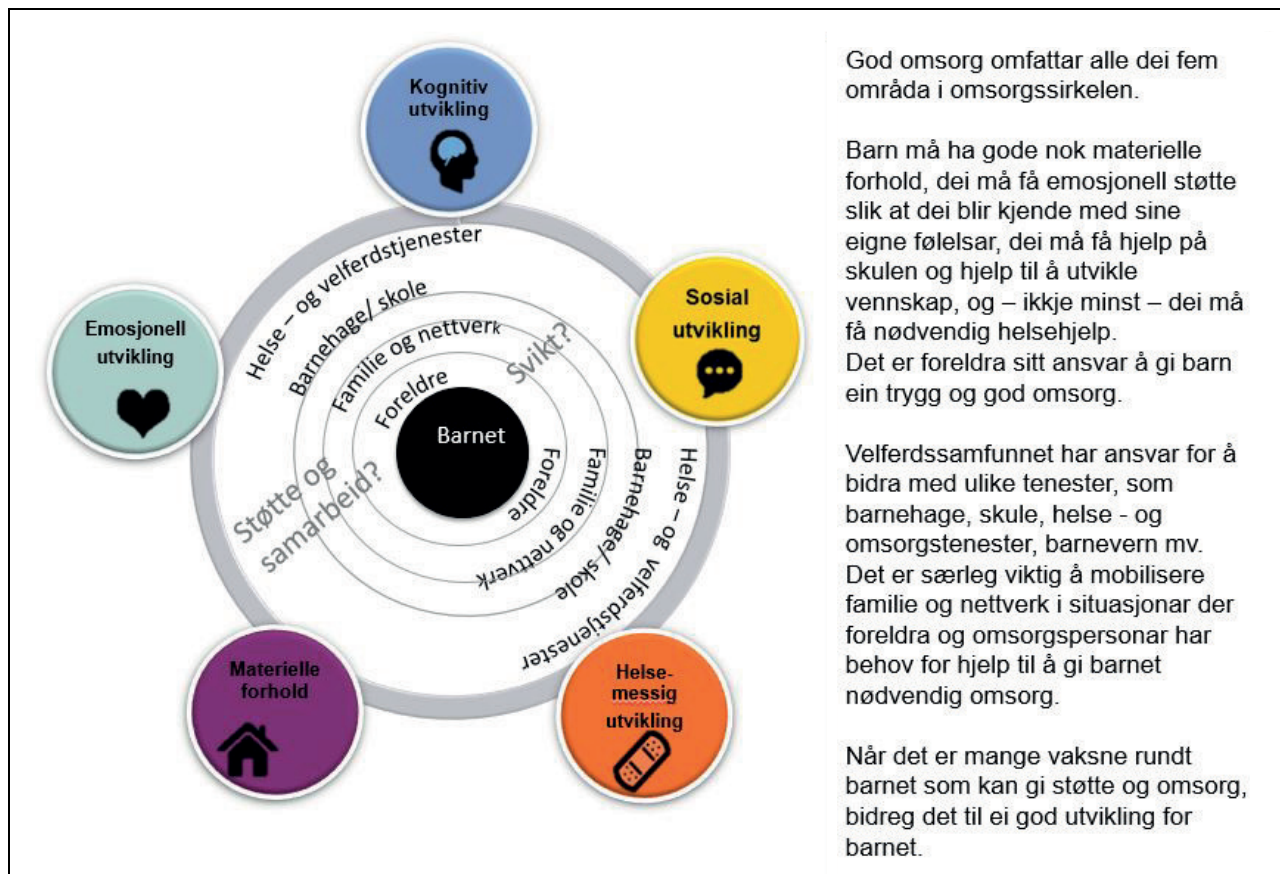 Kognitiv
utvikling
Emosjonell
utvikling
Sosial
utvikling
Materielle
forhold
Helse-
messig
utvikling
Helse – og velferdstjenester
Barnehage/ skole
Familie og nettverk
Foreldre
Svikt?
Barnet
Støtte og
samarbeid?
Foreldre
Familie og nettverk
Barnehage/ skole
Helse – og velferdstjenester
God omsorg omfattar alle dei fem
områda i omsorgssirkelen.
Barn må ha gode nok materielle
forhold, dei må få emosjonell støtte
slik at dei blir kjende med sine
eigne følelsar, dei må få hjelp på
skulen og hjelp til å utvikle
vennskap, og – ikkje minst – dei må
få nødvendig helsehjelp.
Det er foreldra sitt ansvar å gi barn
ein trygg og god omsorg.
Velferdssamfunnet har ansvar for å
bidra med ulike tenester, som
barnehage, skule, helse - og
omsorgstenester, barnevern mv.
Det er særleg viktig å mobilisere
familie og nettverk i situasjonar der
foreldra og omsorgspersonar har
behov for hjelp til å gi barnet
nødvendig omsorg.
Når det er mange vaksne rundt
barnet som kan gi støtte og omsorg,
bidreg det til ei god utvikling for
barnet.